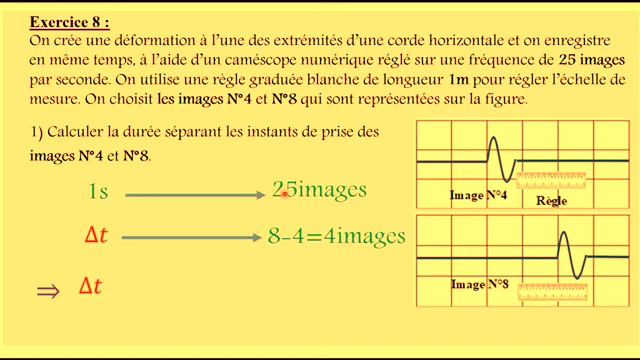 Exercice 8 :
On crée une déformation à l'une des extrémités d'une corde horizontale et on enregistre
en même temps, à l'aide d'un caméscope numérique réglé sur une fréquence de 25 images
par seconde. On utilise une règle graduée blanche de longueur 1m pour régler l'échelle de
mesure. On choisit les images N°4 et N°8 qui sont représentées sur la figure.
1) Calculer la durée séparant les instants de prise des
images N°4 et N°8.
1s 25images
Δt 8-4=4images
⇒ Δt
Image N°4 Règle
Image N°8